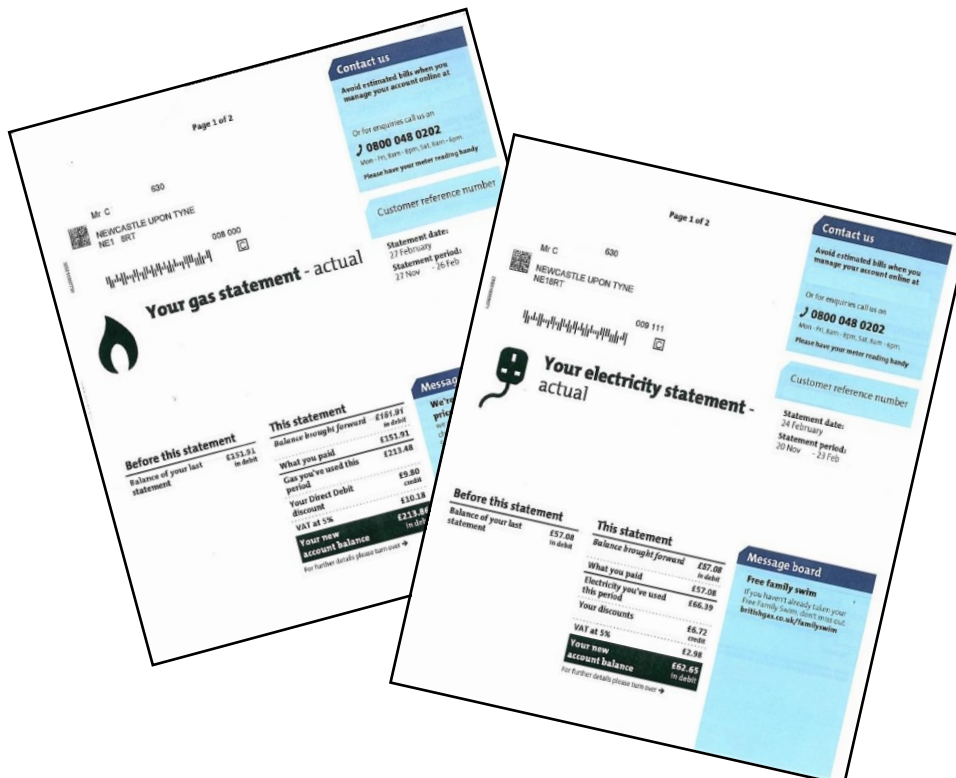 Page 1 of 2
Contact us
Avoid estimated bills when you
manage your account online at
Or for enquiries call us on
0800 048 0202
Mon - Fri, 8am - 8pm, Sat, 8am - 6pm.
Please have your meter reading handy
Customer reference number
Statement date:
27 February
Statement period:
27 Nov - 26 Feb
Mr C 630
NEWCASTLE UPON TYNE
NE1 8RT
008 000
C
Your gas statement - actual
Before this statement
Balance of your last £151.91
statement in debit
This statement
Balance brought forward £151.91
in debit
What you paid £151.91
Gas you've used this £213.48
period
Your Direct Debit £9.80
discount credit
VAT at 5% £10.18
Your new £213.86
account balance in deb
For further details please turn over →
Messag
We're
pric
Page 1 of 2
Contact us
Avoid estimated bills when you
manage your account online at
Or for enquiries call us on
0800 048 0202
Mon - Fri, 8am - 8pm, Sat, 8am - 6pm.
Please have your meter reading handy
Customer reference number
Statement date:
24 February
Statement period:
20 Nov - 23 Feb
Mr C 630
NEWCASTLE UPON TYNE
NE18RT
009 111
C
Your electricity statement -
actual
Before this statement
Balance of your last £57.08
statement in debit
This statement
Balance brought forward £57.08
in debit
What you paid £57.08
Electricity you've used £66.39
this period
Your discounts £6.72
credit
VAT at 5% £2.98
Your new £62.65
account balance in debit
For further details please turn over →
Message board
Free family swim
If you haven't already taken your
Free Family Swim, don't miss out.
britishgas.co.uk/familyswim